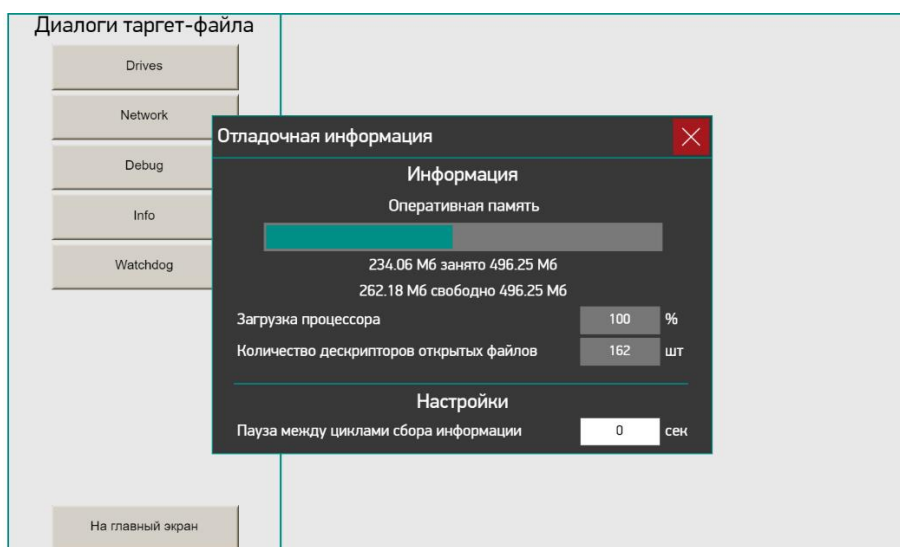 Диалоги таргет-файла
Drives
Network
Debug
Info
Watchdog
На главный экран
Отладочная информация
Информация
Оперативная память
234.06 Мб занято 496.25 Мб
262.18 Мб свободно 496.25 Мб
Загрузка процессора 100 %
Количество дескрипторов открытых файлов 162 шт
Настройки
Пауза между циклами сбора информации 0 сек